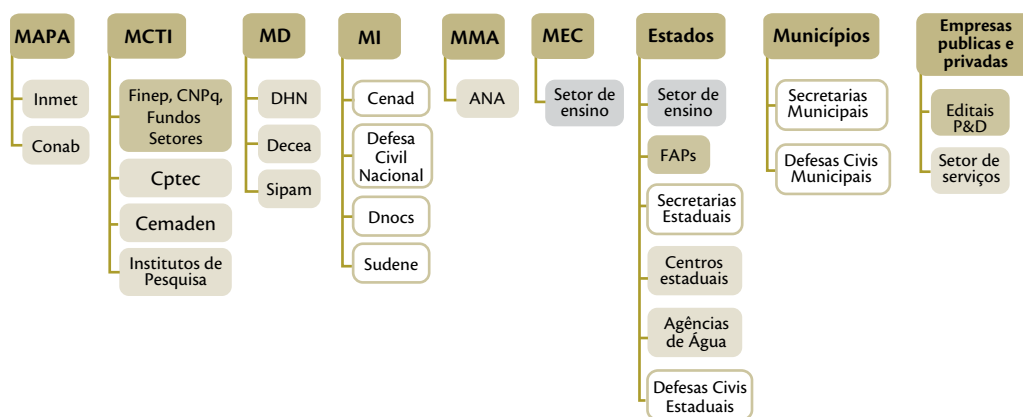 MAPA
Inmet
Conab
MCTI
Finep, CNPq,
Fundos
Setores
Cptec
Cemaden
Institutos de
Pesquisa
MD
DHN
Decea
Sipam
MI
Cenad
Defesa
Civil
Nacional
Dnocs
Sudene
MMA
ANA
MEC
Setor de
ensino
Estados
Setor de
ensino
FAPs
Secretarias
Estaduais
Centros
estaduais
Agências
de Água
Defesas Civis
Estaduais
Municípios
Secretarias
Municipais
Defesas Civis
Municipais
Empresas
publicas e
privadas
Editais
P&D
Setor de
serviços